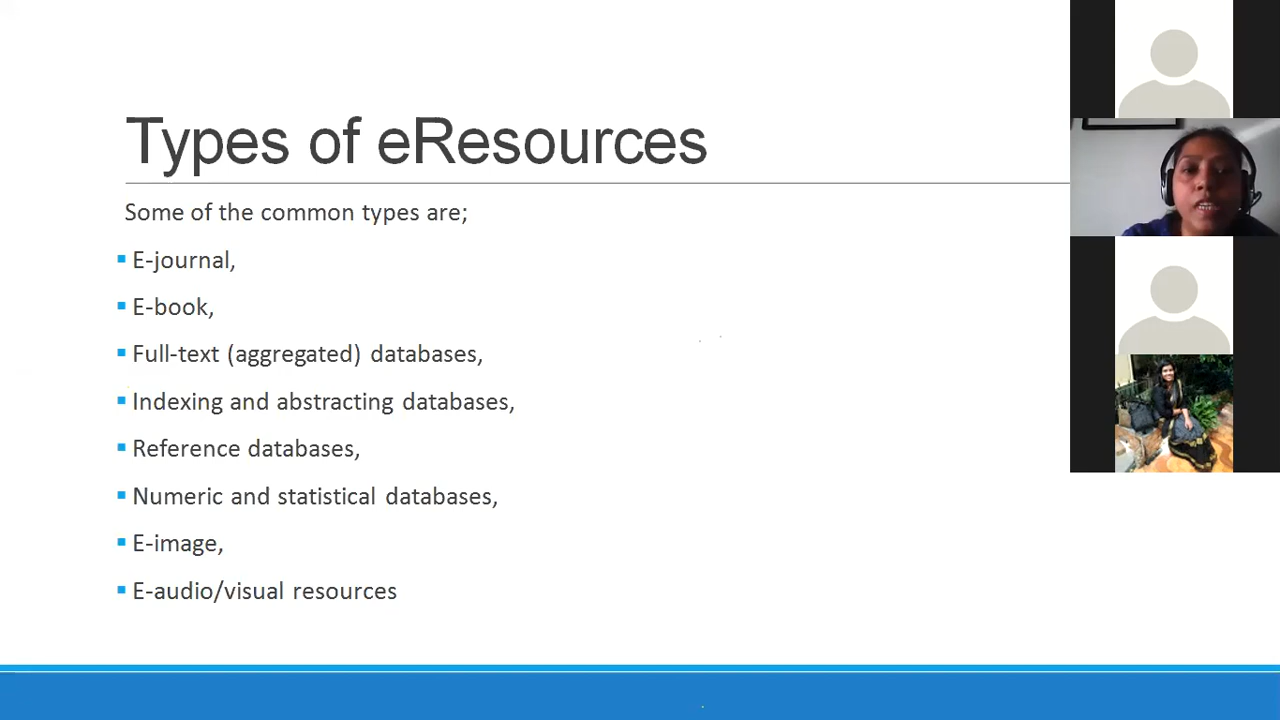 Types of eResources
Some of the common types are;
E-journal,
E-book,
Full-text (aggregated) databases,
Indexing and abstracting databases,
Reference databases,
Numeric and statistical databases,
E-image,
E-audio/visual resources